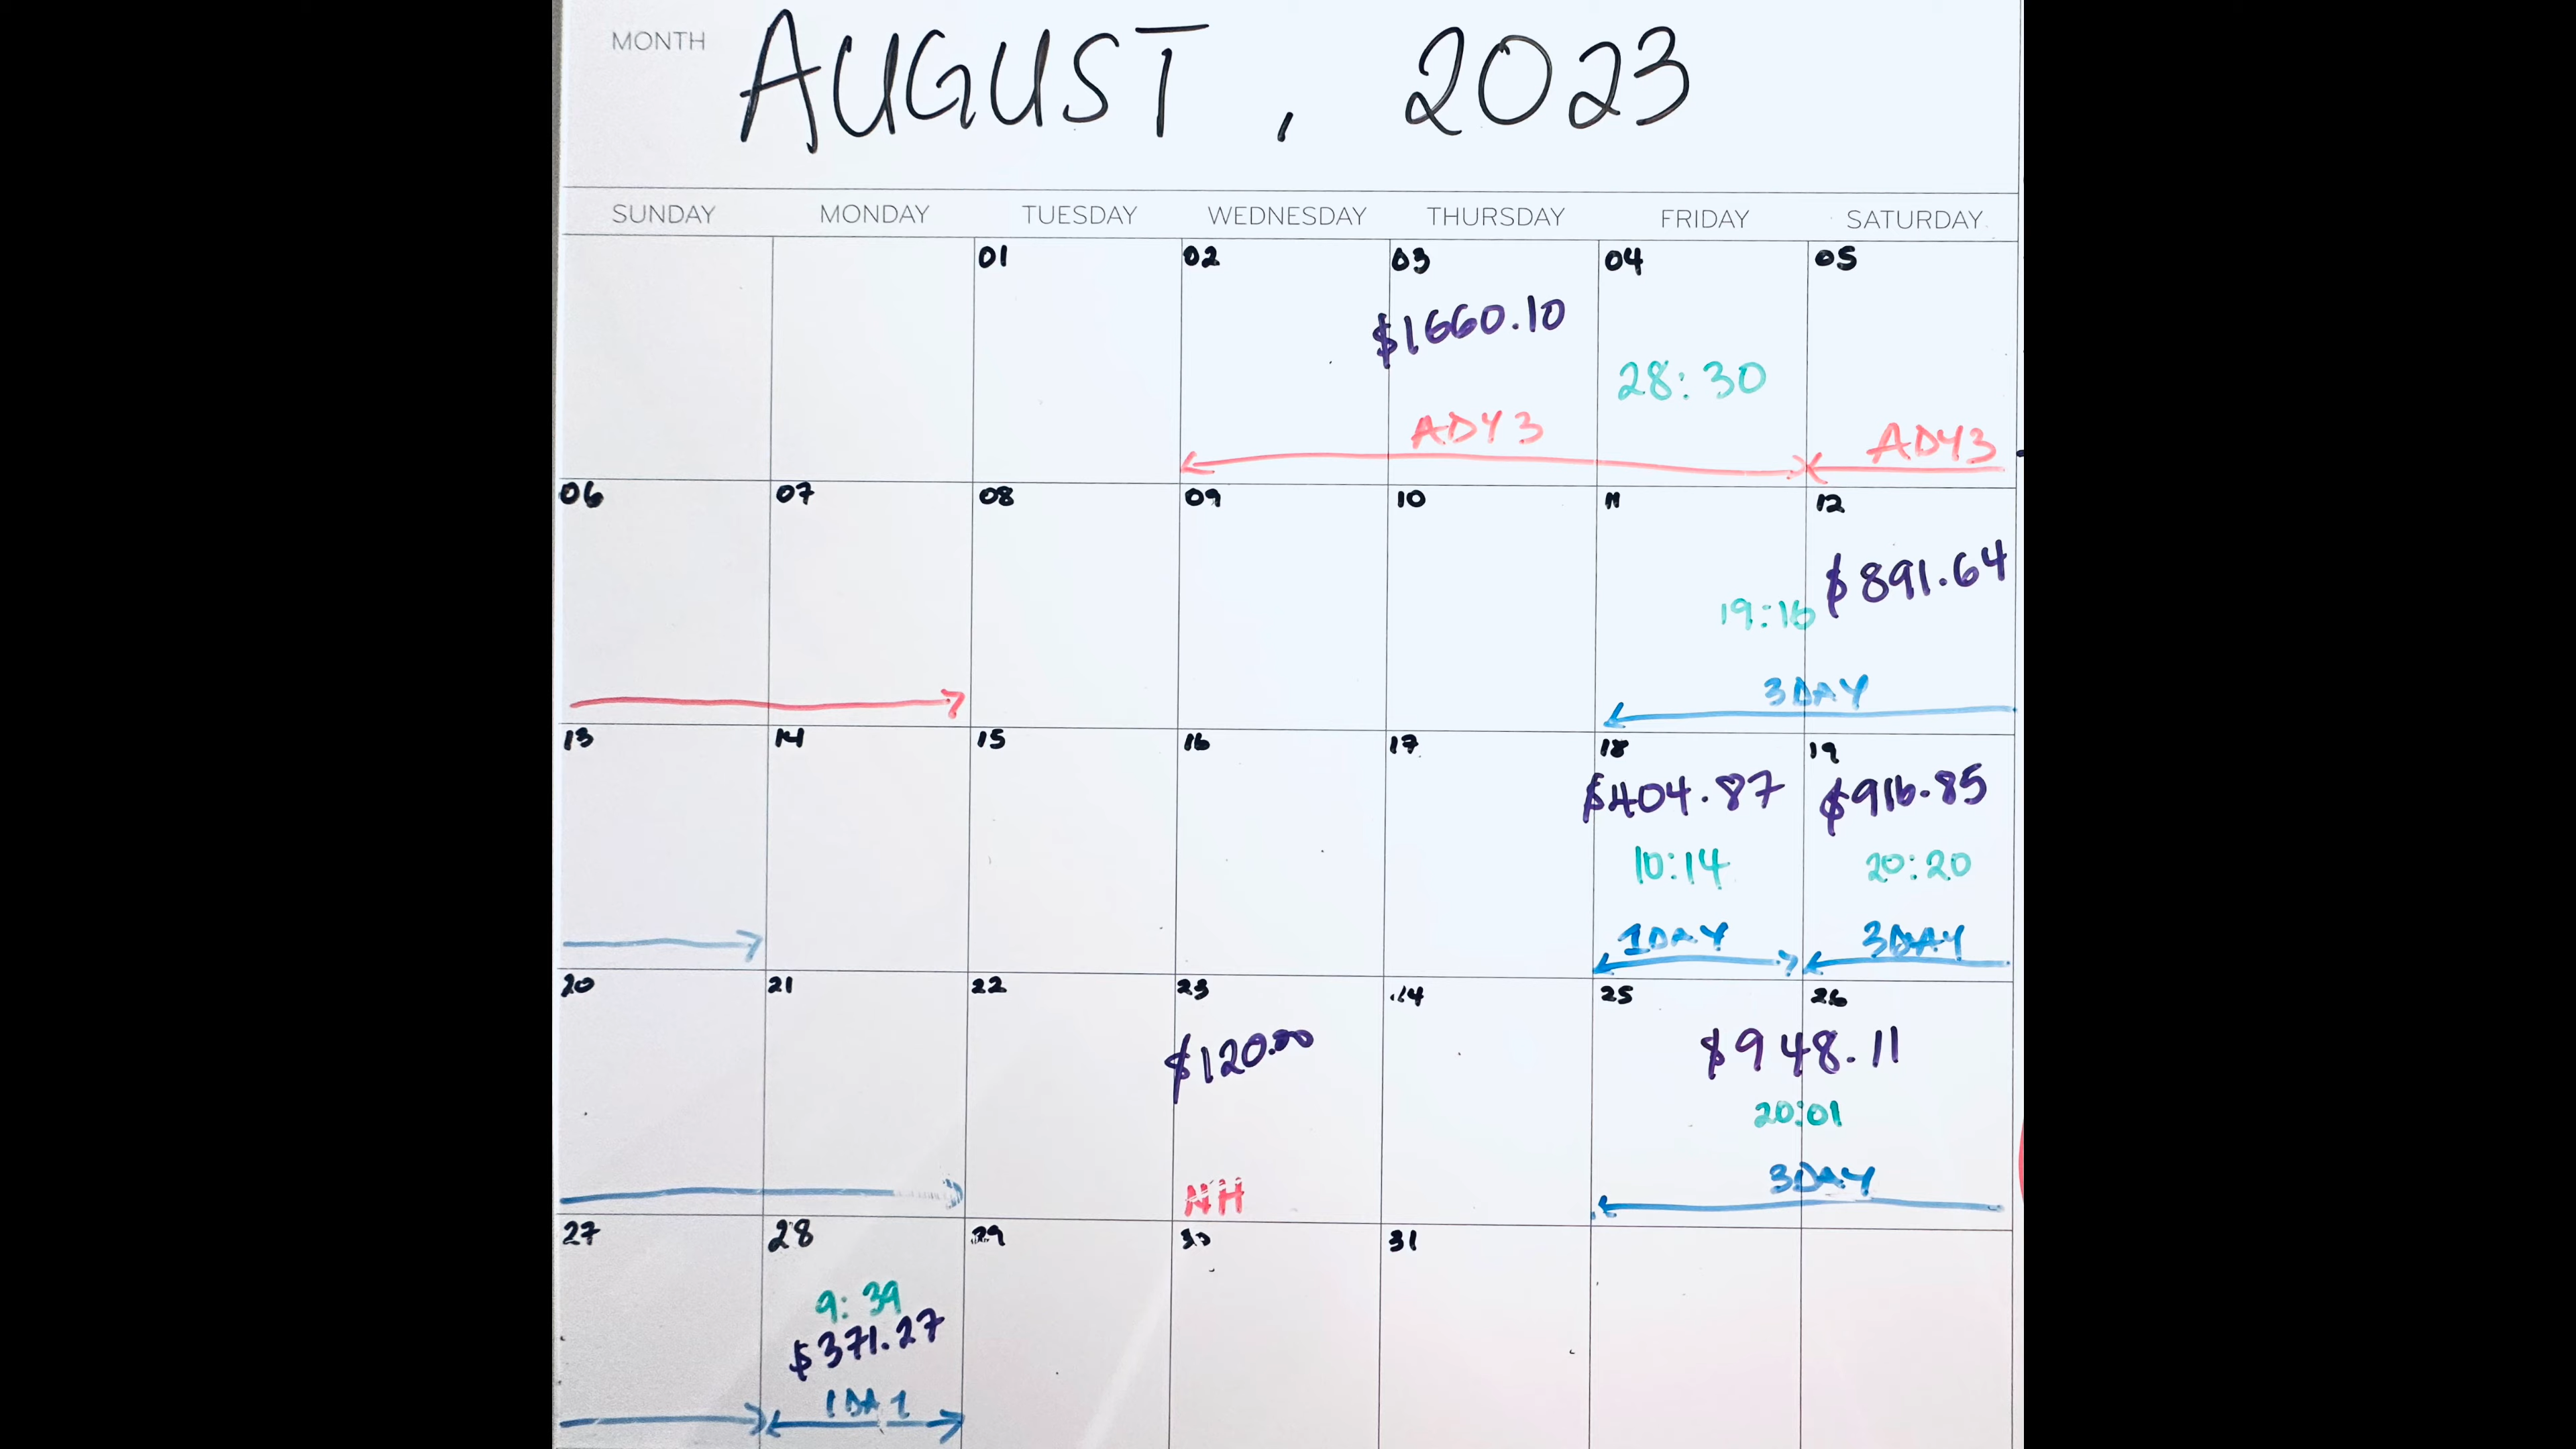 MONTH AUGUST, 2023
SUNDAY MONDAY TUESDAY WEDNESDAY THURSDAY FRIDAY SATURDAY
01 02 03 04 05
$1660.10
28:30
ADY3 ADY3
06 07 08 09 10 11 12
$891.64
19:16
3DAY
13 14 15 16 17 18 19
$404.87 $916.85
10:14 20:20
1DAY 3DAY
20 21 22 23 25 26
$120.00 $948.11
20:01
NH 3DAY
27 28 29 30 31
9:39
$371.27